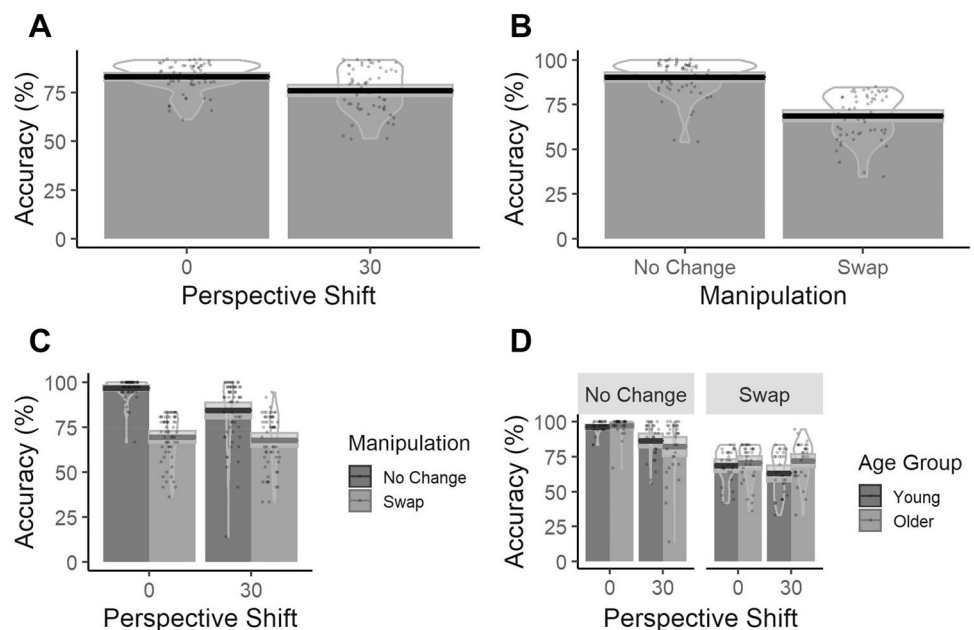 A
Accuracy (%)
75
50
25
0
0
30
Perspective Shift
B
Accuracy (%)
100
75
50
25
0
No Change
Swap
Manipulation
C
Accuracy (%)
100
75
50
25
0
0
30
Perspective Shift
Manipulation
No Change
Swap
D
No Change
Swap
Accuracy (%)
100
75
50
25
0
0
30
0
30
Perspective Shift
Age Group
Young
Older